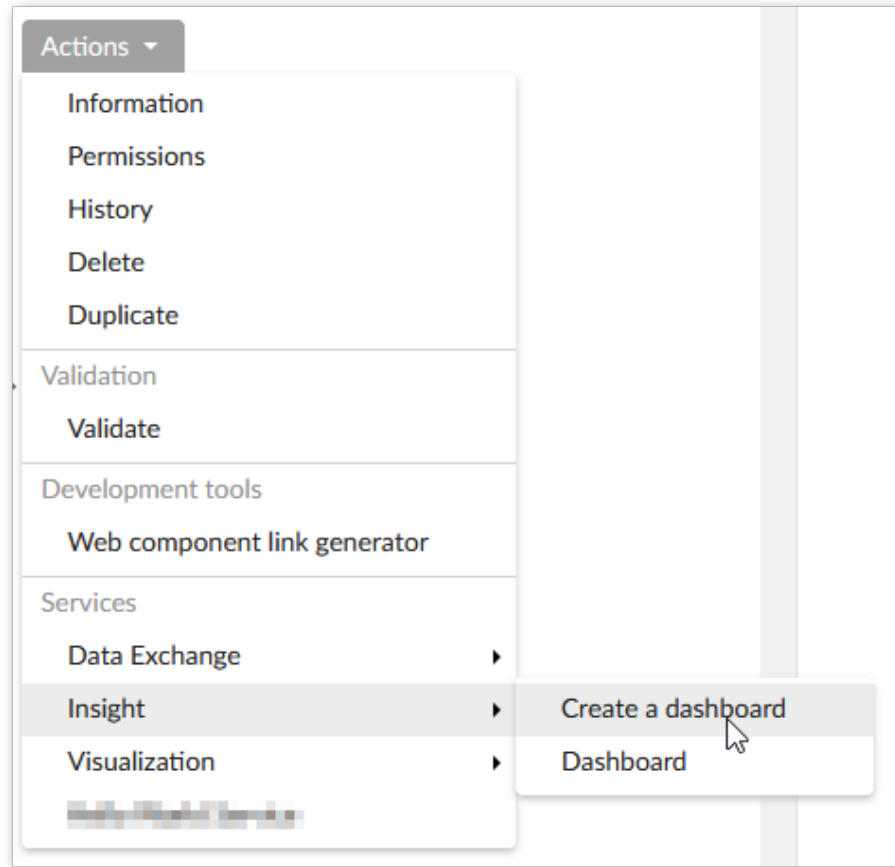 Actions
Information
Permissions
History
Delete
Duplicate
Validation
Validate
Development tools
Web component link generator
Services
Data Exchange
Insight
Create a dashboard
Visualization
Dashboard